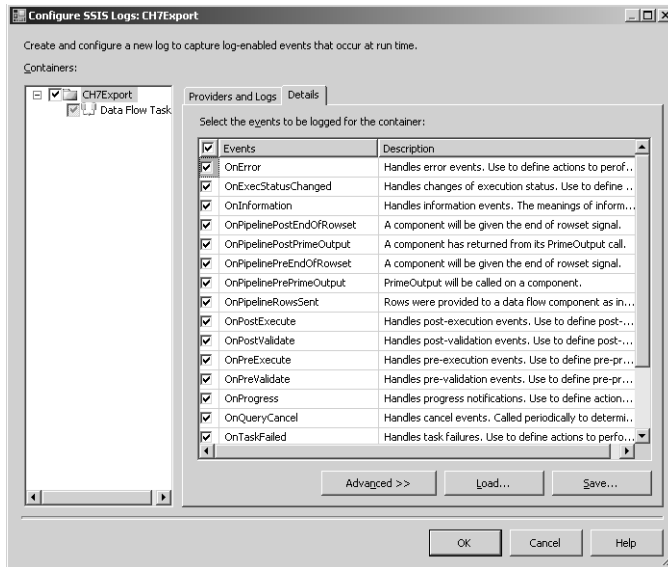 Configure SSIS Logs: CH7Export
Create and configure a new log to capture log-enabled events that occur at run time.
Containers:
CH7Export
Data Flow Task
Providers and Logs
Details
Select the events to be logged for the container:
Events Description
OnError Handles error events. Use to define actions to perof...
OnExecStatusChanged Handles changes of execution status. Use to define ...
OnInformation Handles information events. The meanings of inform...
OnPipelinePostEndOfRowset A component will be given the end of rowset signal.
OnPipelinePostPrimeOutput A component has returned from its PrimeOutput call.
OnPipelinePreEndOfRowset A component will be given the end of rowset signal.
OnPipelinePrePrimeOutput PrimeOutput will be called on a component.
OnPipelineRowsSent Rows were provided to a data flow component as in...
OnPostExecute Handles post-execution events. Use to define post-...
OnPostValidate Handles post-validation events. Use to define post-...
OnPreExecute Handles pre-execution events. Use to define pre-pr...
OnPreValidate Handles pre-validation events. Use to define pre-pr...
OnProgress Handles progress notifications. Use to define action...
OnQueryCancel Handles cancel events. Called periodically to determi...
OnTaskFailed Handles task failures. Use to define actions to perfo...
Advanced >> Load... Save...
OK Cancel Help